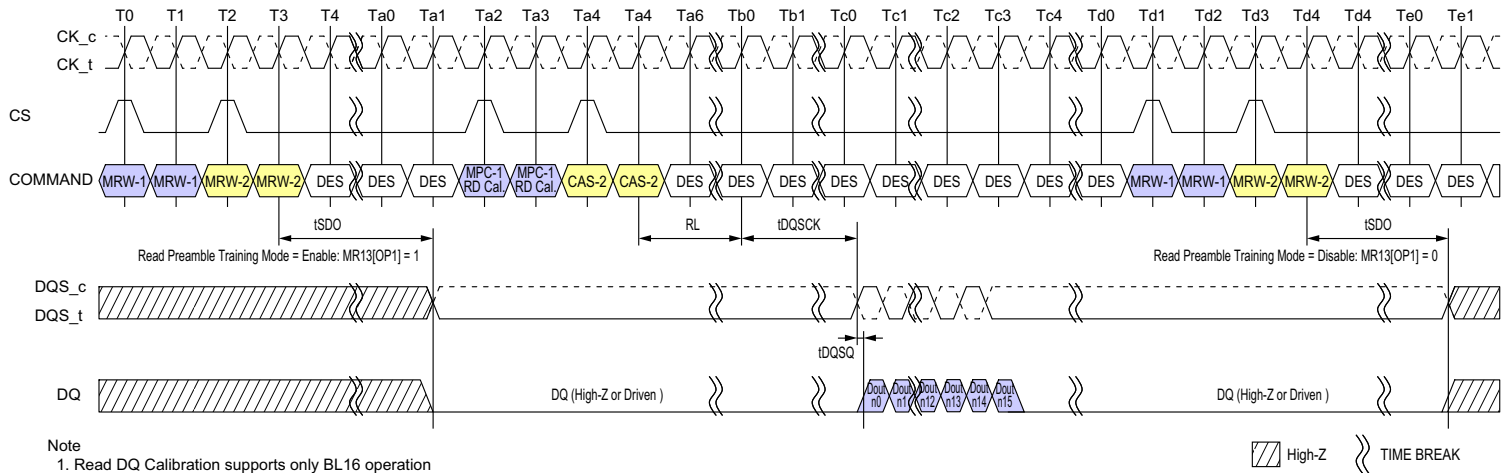 T0 T1 T2 T3 T4 Ta0 Ta1 Ta2 Ta3 Ta4 Ta4 Ta6 Tb0 Tb1 Tc0 Tc1 Tc2 Tc3 Tc4 Td0 Td1 Td2 Td3 Td4 Td4 Te0 Te1
CK_c
CK_t
CS
COMMAND MRW-1 MRW-1 MRW-2 MRW-2 DES DES DES MPC-1 RD Cal. MPC-1 RD Cal. CAS-2 CAS-2 DES DES DES DES DES DES DES DES DES MRW-1 MRW-1 MRW-2 MRW-2 DES DES DES
tSDO RL tDQSCK tSDO
Read Preamble Training Mode = Enable: MR13[OP1] = 1 Read Preamble Training Mode = Disable: MR13[OP1] = 0
DQS_c
DQS_t
tDQSQ
DQ DQ (High-Z or Driven ) Dout n0 Dout n1 Dout n12 Dout n13 Dout n14 Dout n15 DQ (High-Z or Driven )
Note
1. Read DQ Calibration supports only BL16 operation
High-Z TIME BREAK